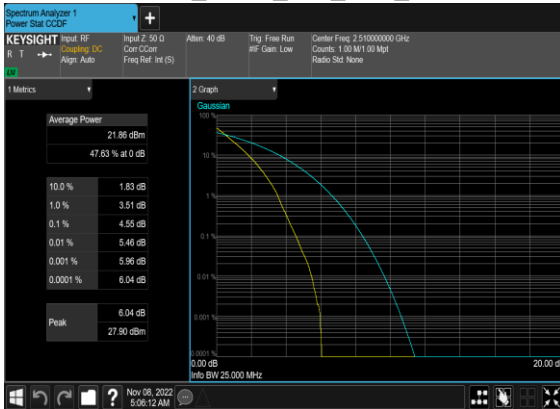 Spectrum Analyzer 1
Power Stat CCDF
+
KEYSIGHT
R T
LXI
Input: RF
Coupling: DC
Align: Auto
Input Z: 50 Ω
Corr CCorr
Freq Ref: Int (S)
Atten: 40 dB
Trig: Free Run
#IF Gain: Low
Center Freq: 2.510000000 GHz
Counts: 1.00 M/1.00 Mpt
Radio Std: None
1 Metrics
Average Power
21.86 dBm
47.63 % at 0 dB
10.0 % 1.83 dB
1.0 % 3.51 dB
0.1 % 4.55 dB
0.01 % 5.46 dB
0.001 % 5.96 dB
0.0001 % 6.04 dB
Peak
6.04 dB
27.90 dBm
2 Graph
Gaussian
100 %
10 %
1 %
0.1 %
0.01 %
0.001 %
0.0001 %
0.00 dB 20.00 d
Info BW 25.000 MHz
?
Nov 08, 2022
5:06:12 AM